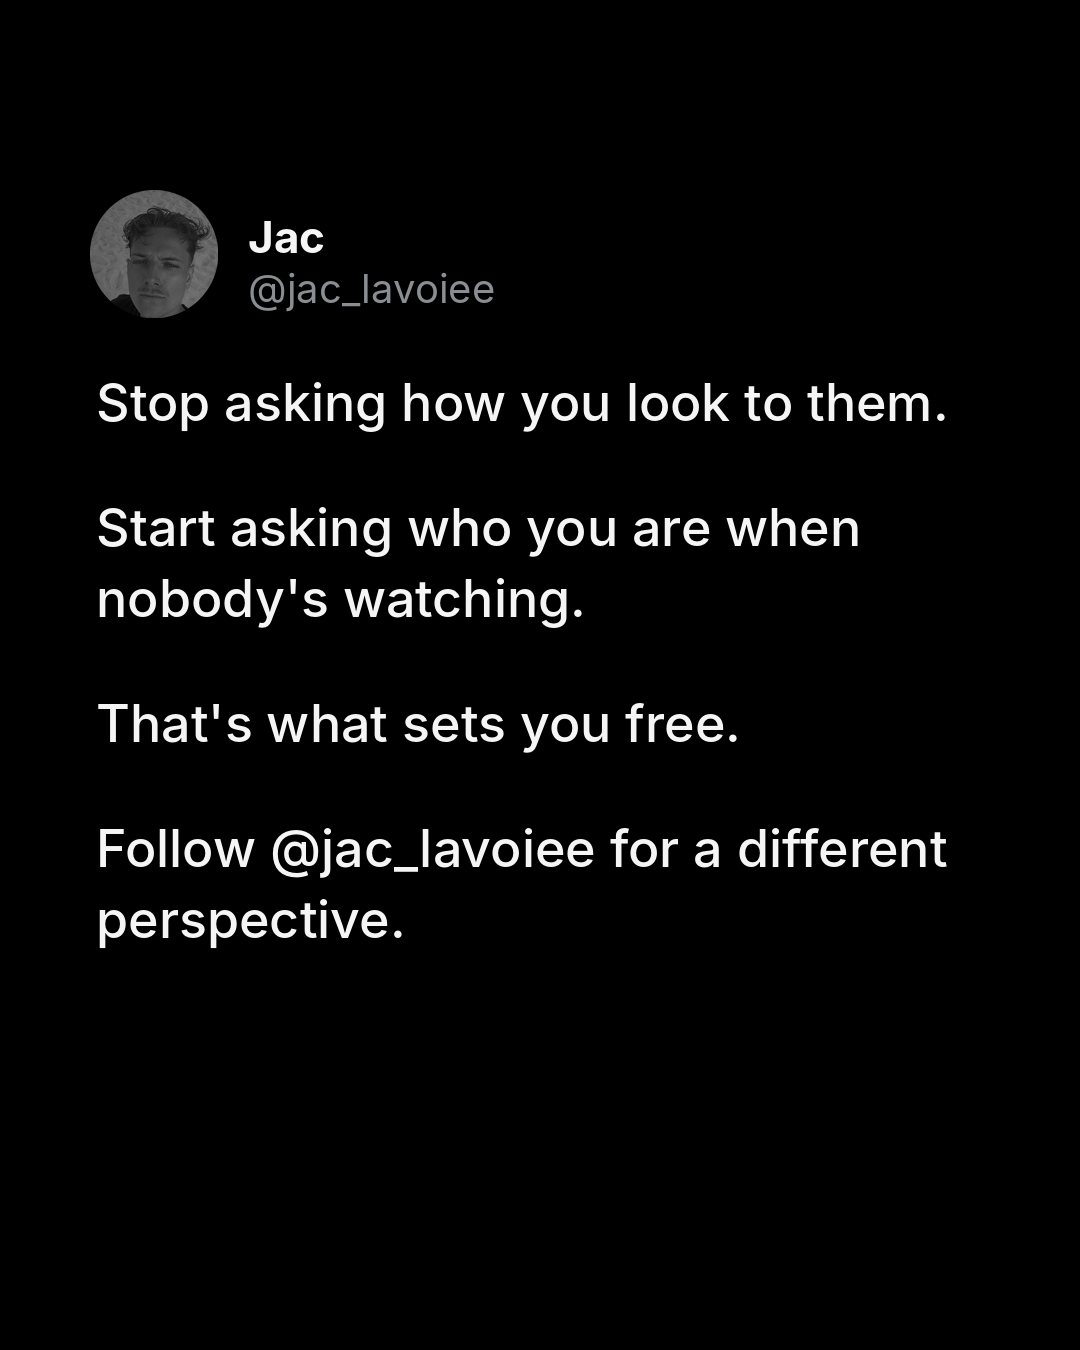 Jac
@jac_lavoiee
Stop asking how you look to them.
Start asking who you are when
nobody's watching.
That's what sets you free.
Follow @jac_lavoiee for a different
perspective.